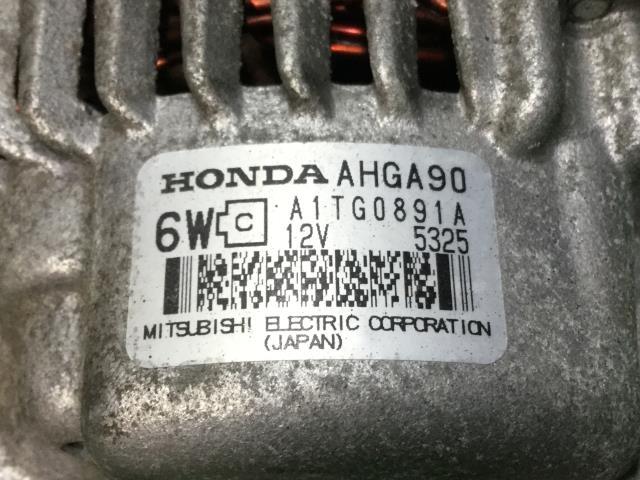 HONDA AHGA90
6W C A1TG0891A
12V 5325
MITSUBISHI ELECTRIC CORPORATION
(JAPAN)